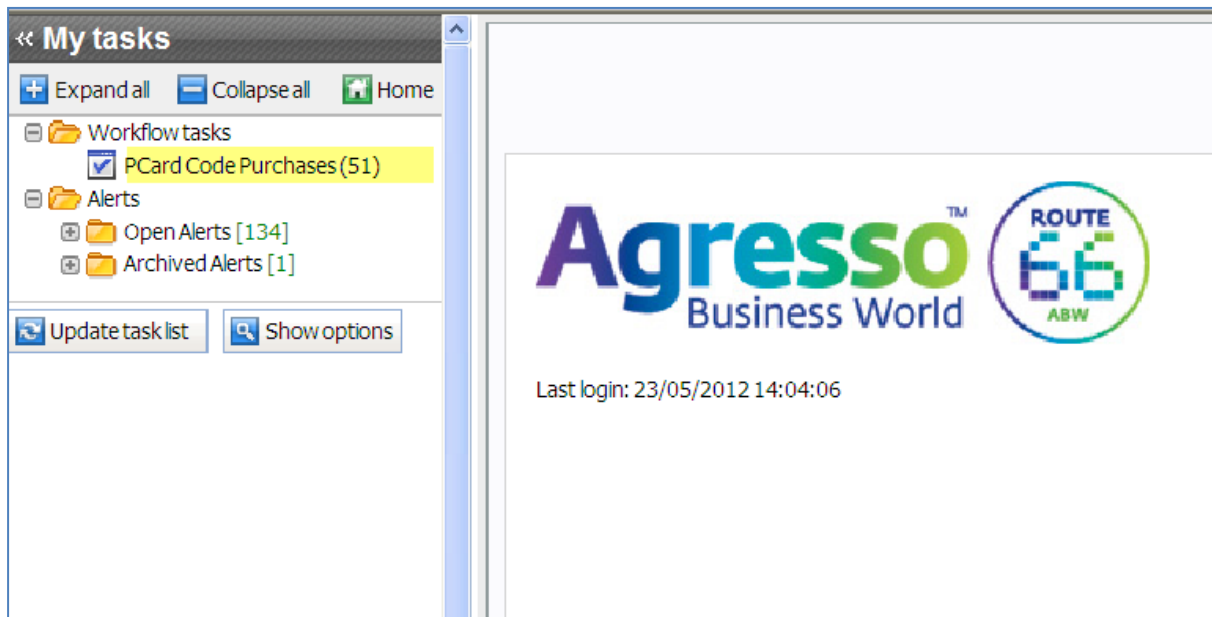 « My tasks
Expand all Collapse all Home
Workflow tasks
PCard Code Purchases (51)
Alerts
Open Alerts [134]
Archived Alerts [1]
Update task list Show options
Agresso™
Business World
ROUTE
66
ABW
Last login: 23/05/2012 14:04:06